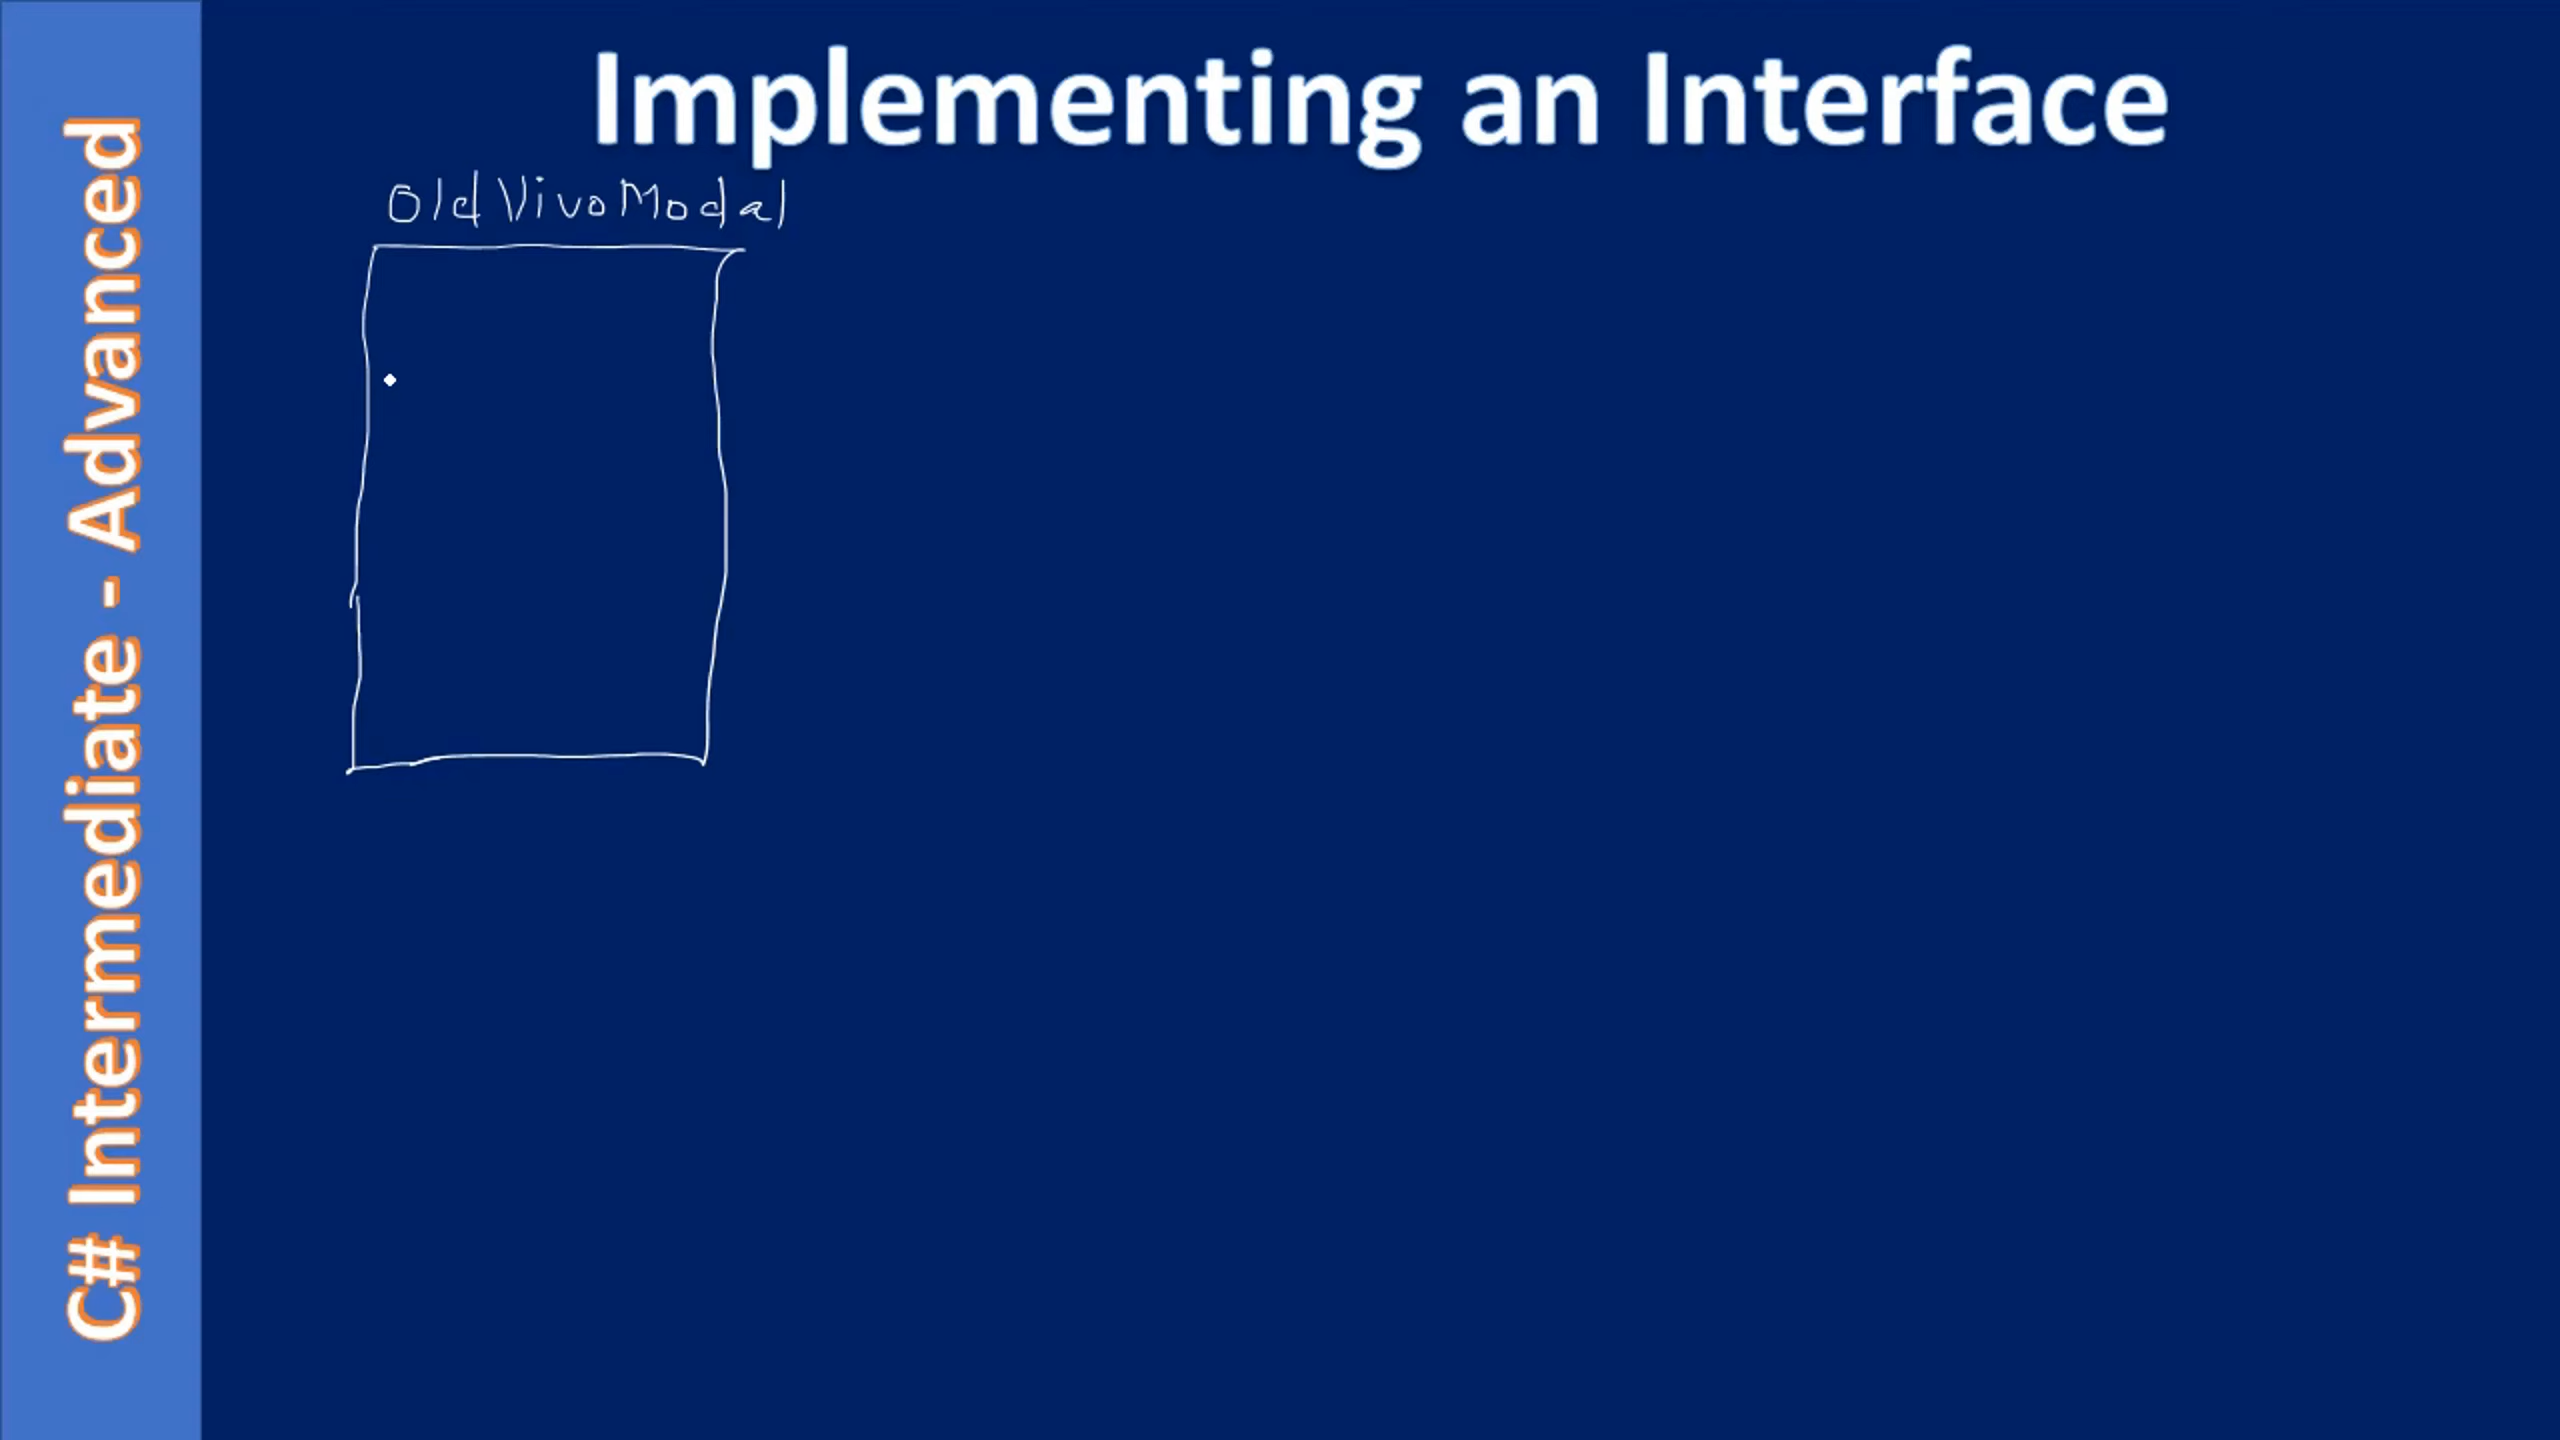 Implementing an Interface
OldVivoModal
C# Intermediate - Advanced